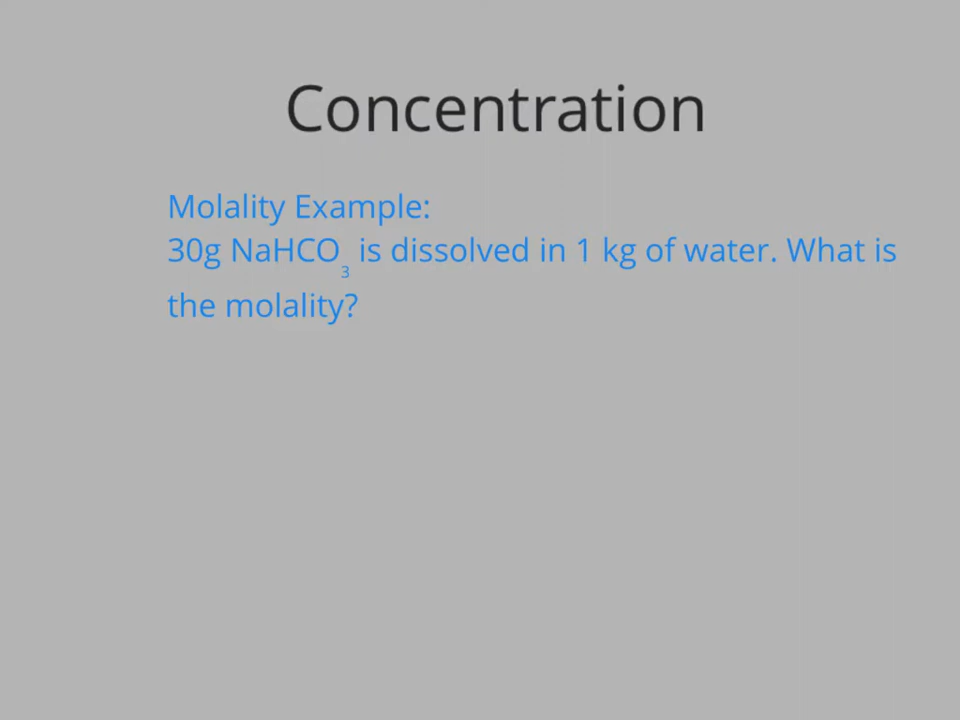 Concentration
Molality Example:
30g NaHCO₃ is dissolved in 1 kg of water. What is
the molality?